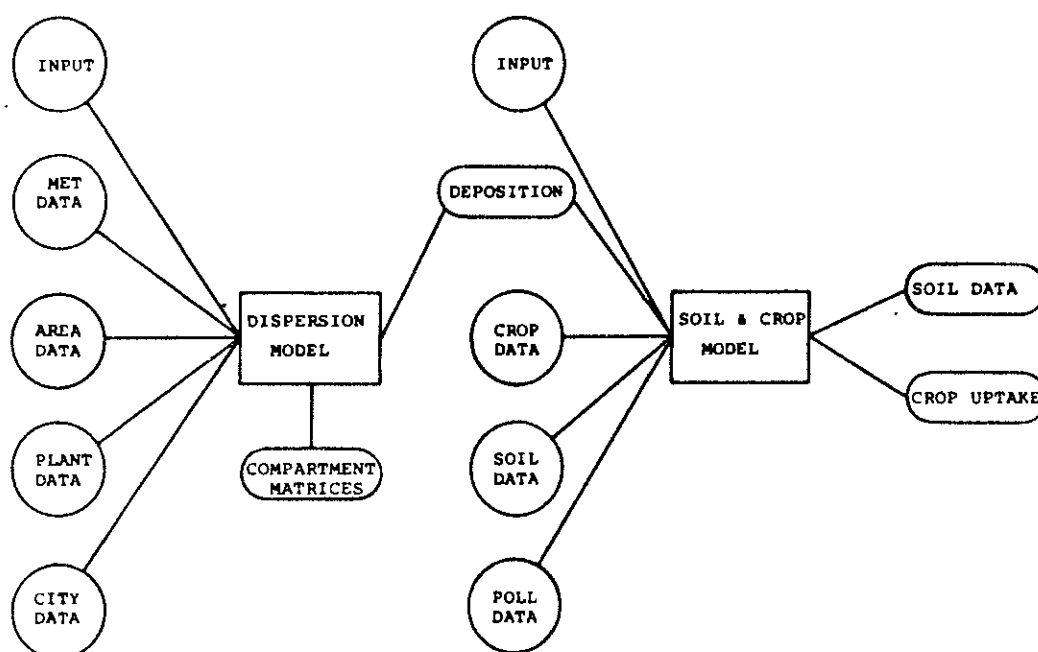 INPUT
MET
DATA
AREA
DATA
PLANT
DATA
CITY
DATA
DISPERSION
MODEL
COMPARTMENT
MATRICES
DEPOSITION
INPUT
CROP
DATA
SOIL
DATA
POLL
DATA
SOIL & CROP
MODEL
SOIL DATA
CROP UPTAKE